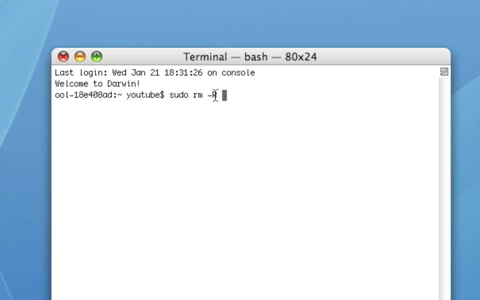 Terminal — bash — 80x24
Last login: Wed Jan 21 18:31:26 on console
Welcome to Darwin!
ool-18e408ad:~ youtube$ sudo rm